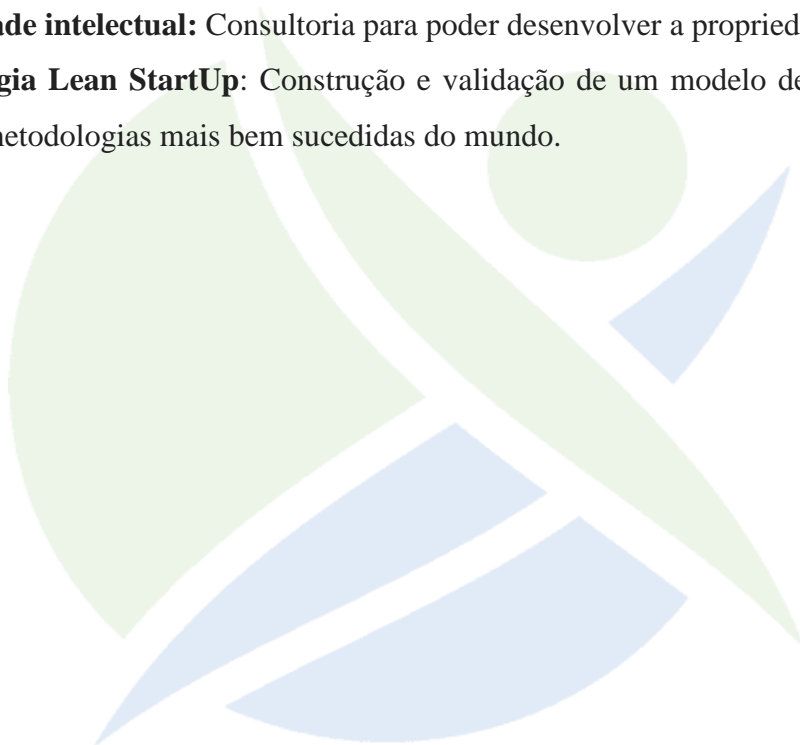 ade intelectual: Consultoria para poder desenvolver a propried
gia Lean StartUp: Construção e validação de um modelo de
metodologias mais bem sucedidas do mundo.